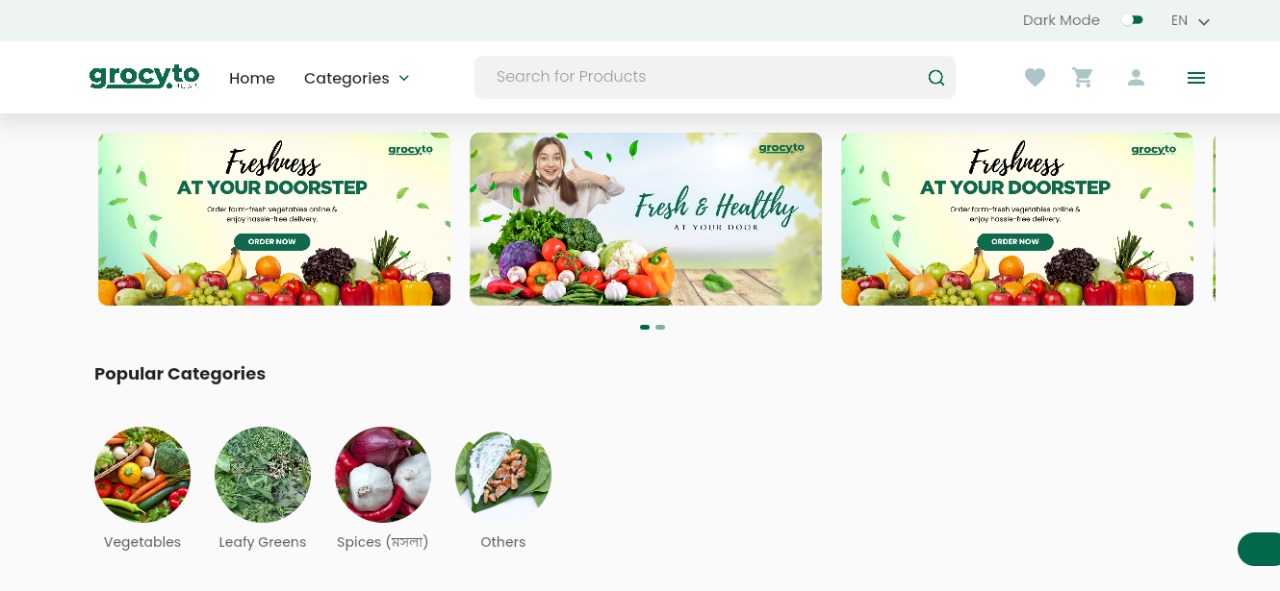 Dark Mode
EN
grocyto
Home
Categories
Search for Products
Freshness
grocyto
AT YOUR DOORSTEP
Order farm-fresh vegetables online &
enjoy hassle-free delivery.
ORDER NOW
grocyto
Fresh & Healthy
AT YOUR DOOR
Freshness
grocyto
AT YOUR DOORSTEP
Order farm-fresh vegetables online &
enjoy hassle-free delivery.
ORDER NOW
Popular Categories
Vegetables
Leafy Greens
Spices (মসলা)
Others